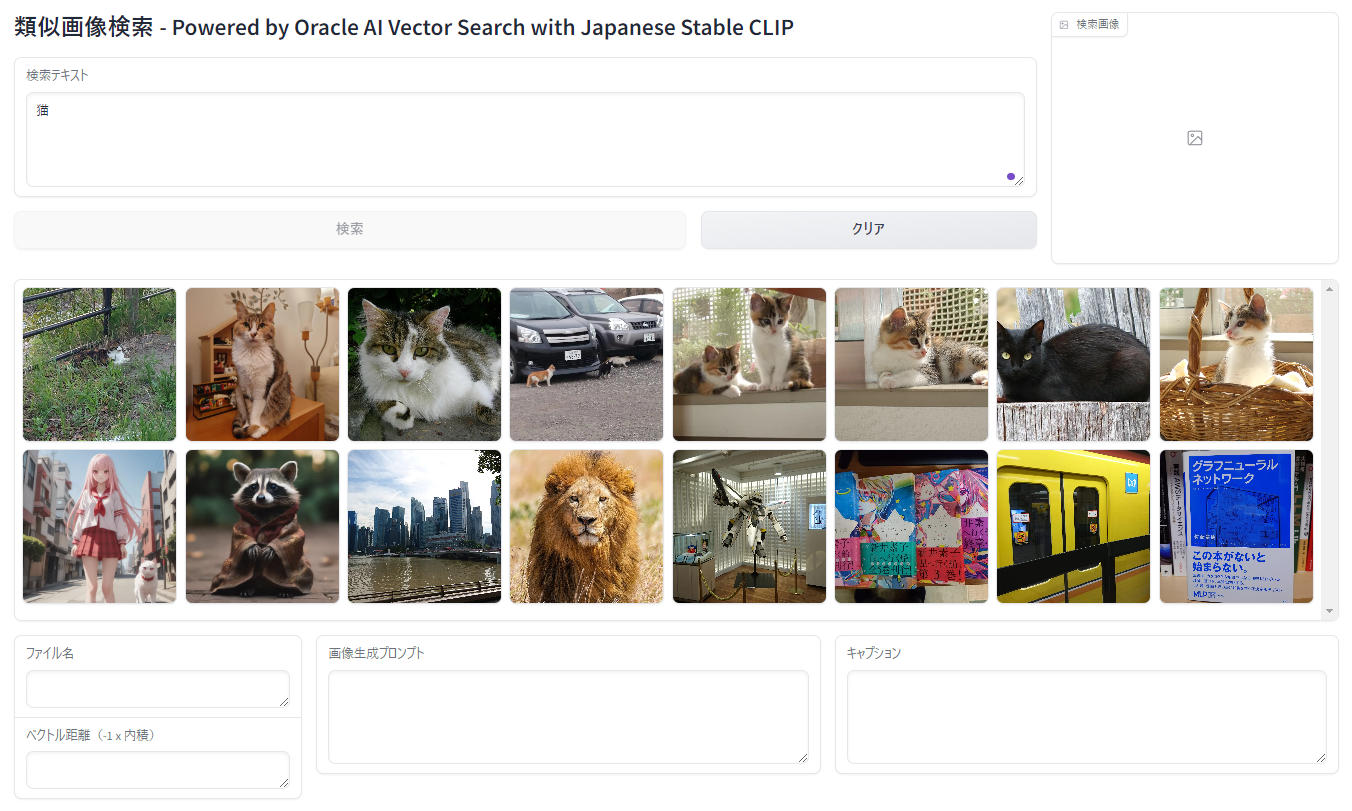 類似画像検索 - Powered by Oracle AI Vector Search with Japanese Stable CLIP
検索画像
検索テキスト
猫
検索
クリア
グラフニューラル
ネットワーク
この本がないと
始まらない。
ファイル名
画像生成プロンプト
キャプション
ベクトル距離（-1 x 内積）